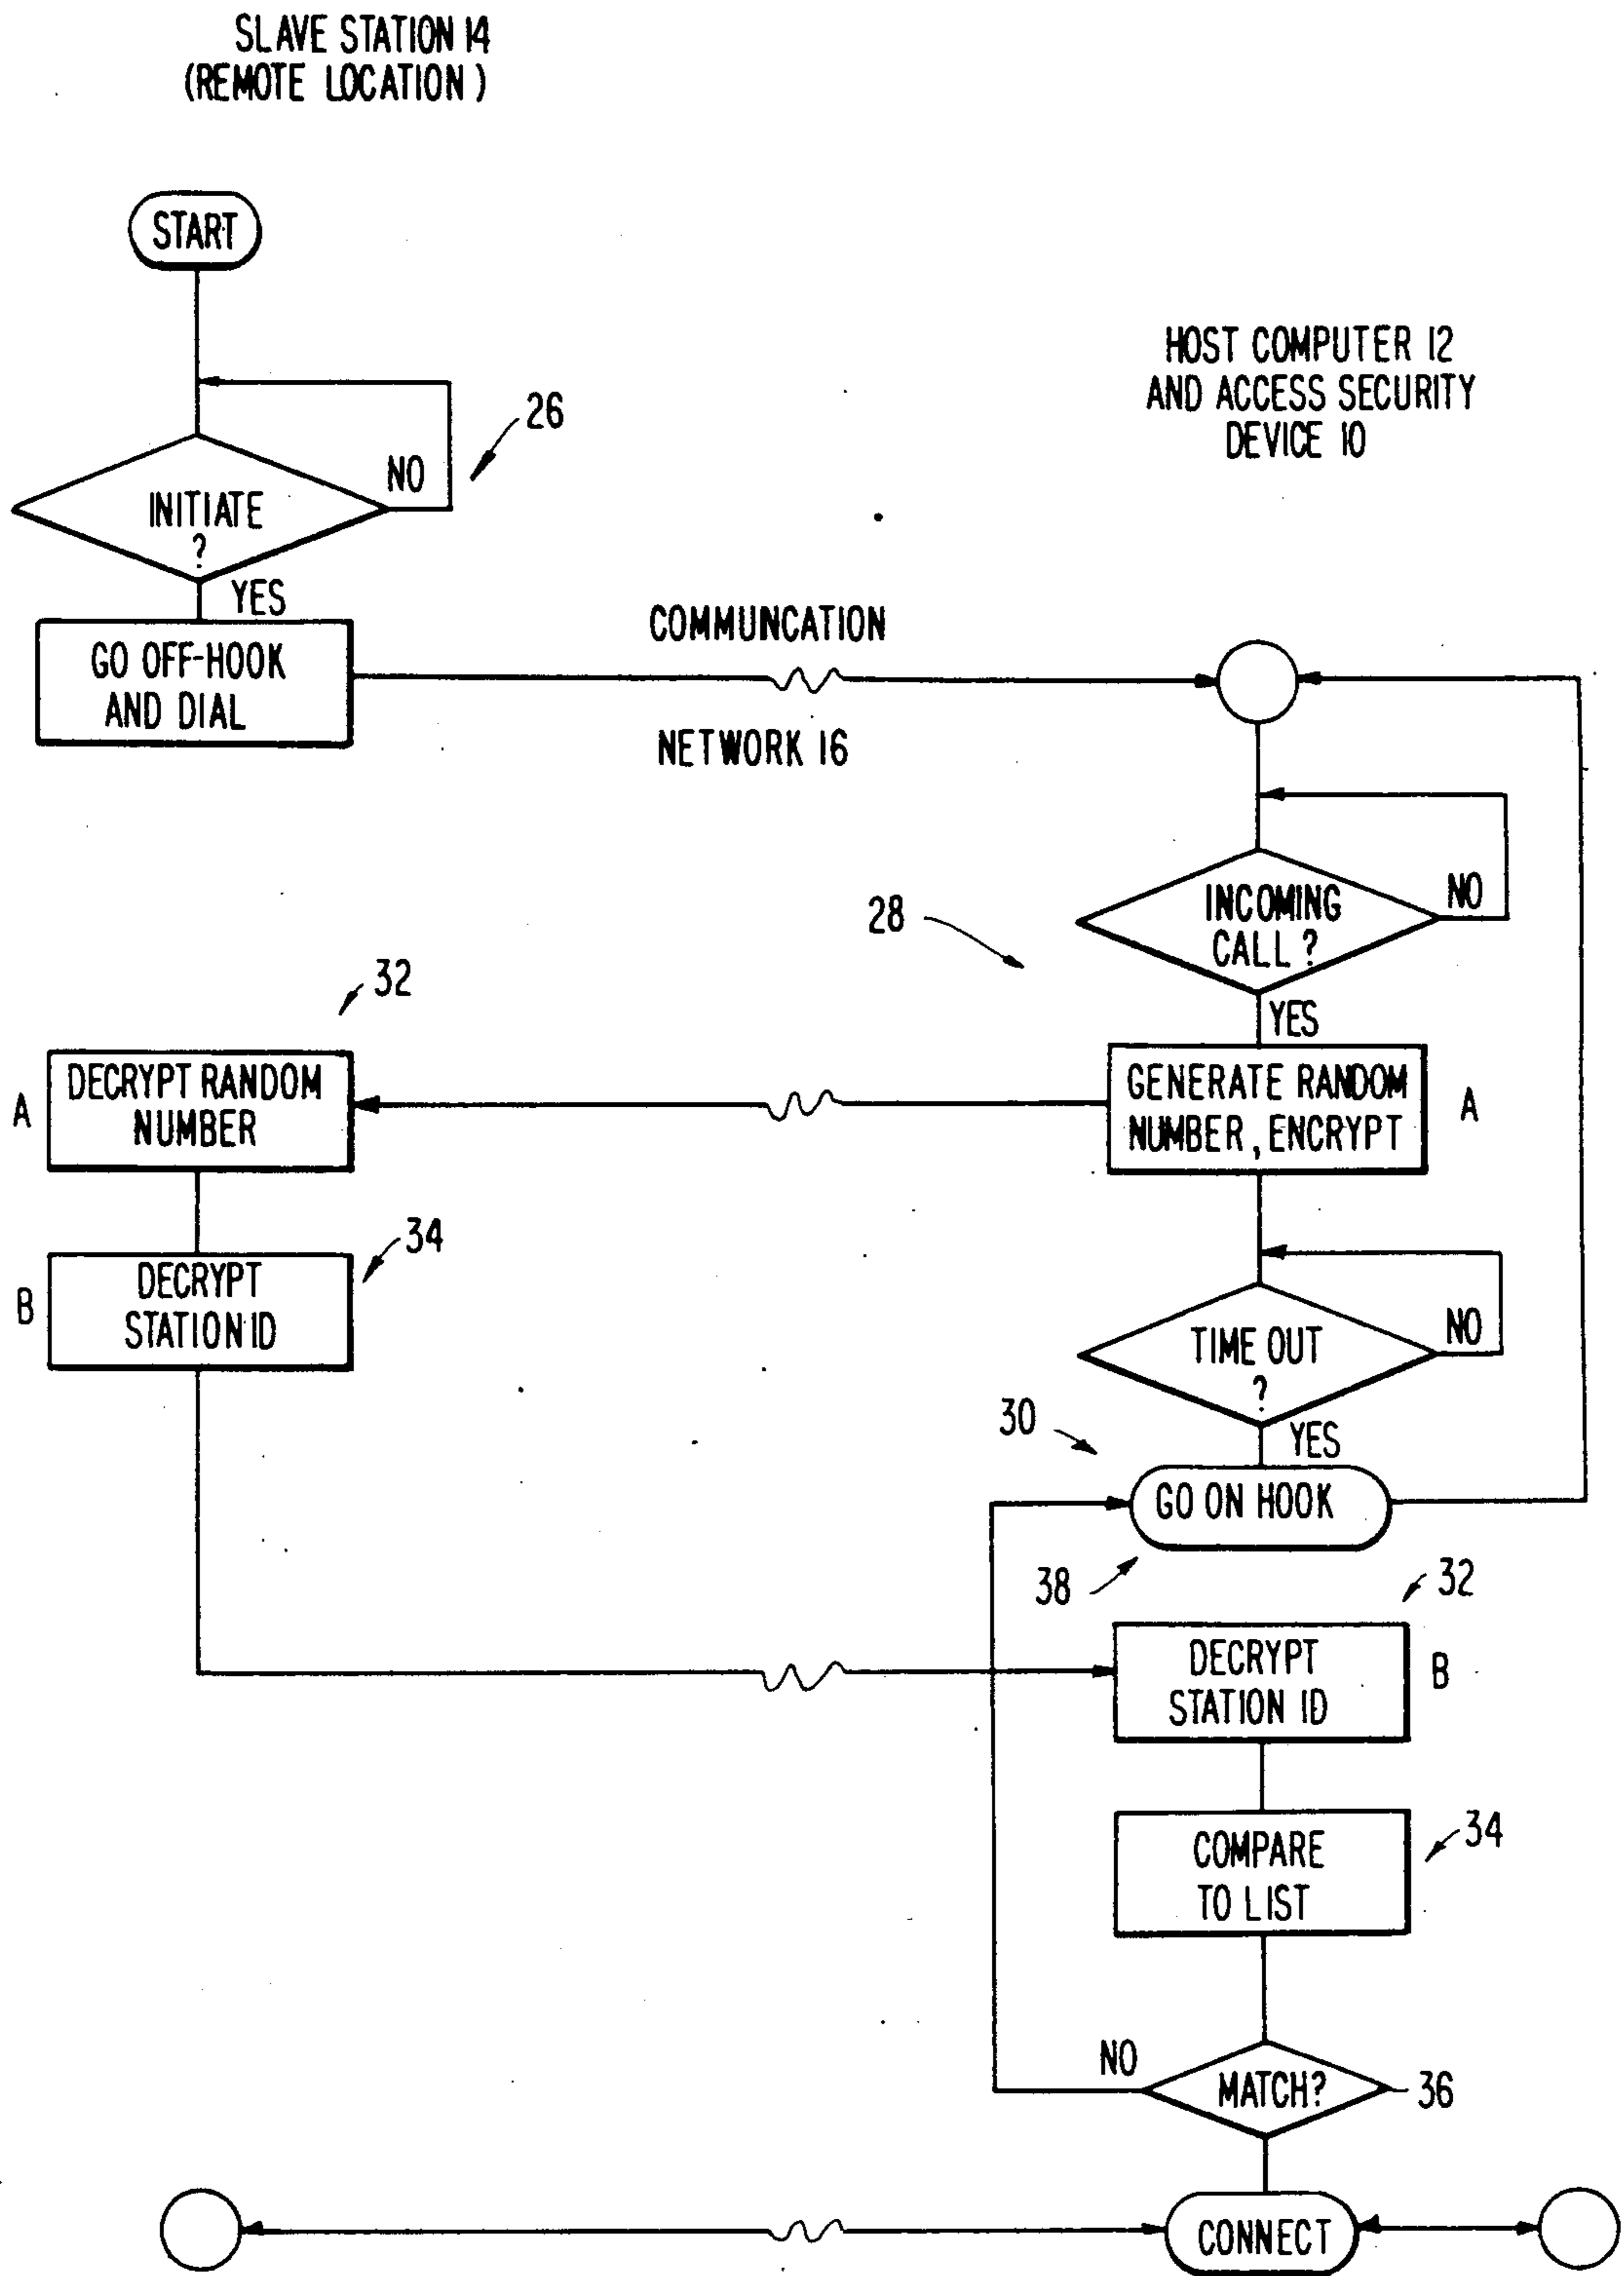 SLAVE STATION 14
(REMOTE LOCATION)
START
HOST COMPUTER 12
AND ACCESS SECURITY
DEVICE 10
26
NO
INITIATE
?
YES
GO OFF-HOOK
AND DIAL
COMMUNCATION
NETWORK 16
INCOMING
CALL?
NO
28
YES
32
A
DECRYPT RANDOM
NUMBER
GENERATE RANDOM
NUMBER, ENCRYPT
A
34
B
DECRYPT
STATION ID
TIME OUT
?
NO
30
YES
GO ON HOOK
38
32
DECRYPT
STATION ID
B
COMPARE
TO LIST
34
NO
MATCH?
36
CONNECT